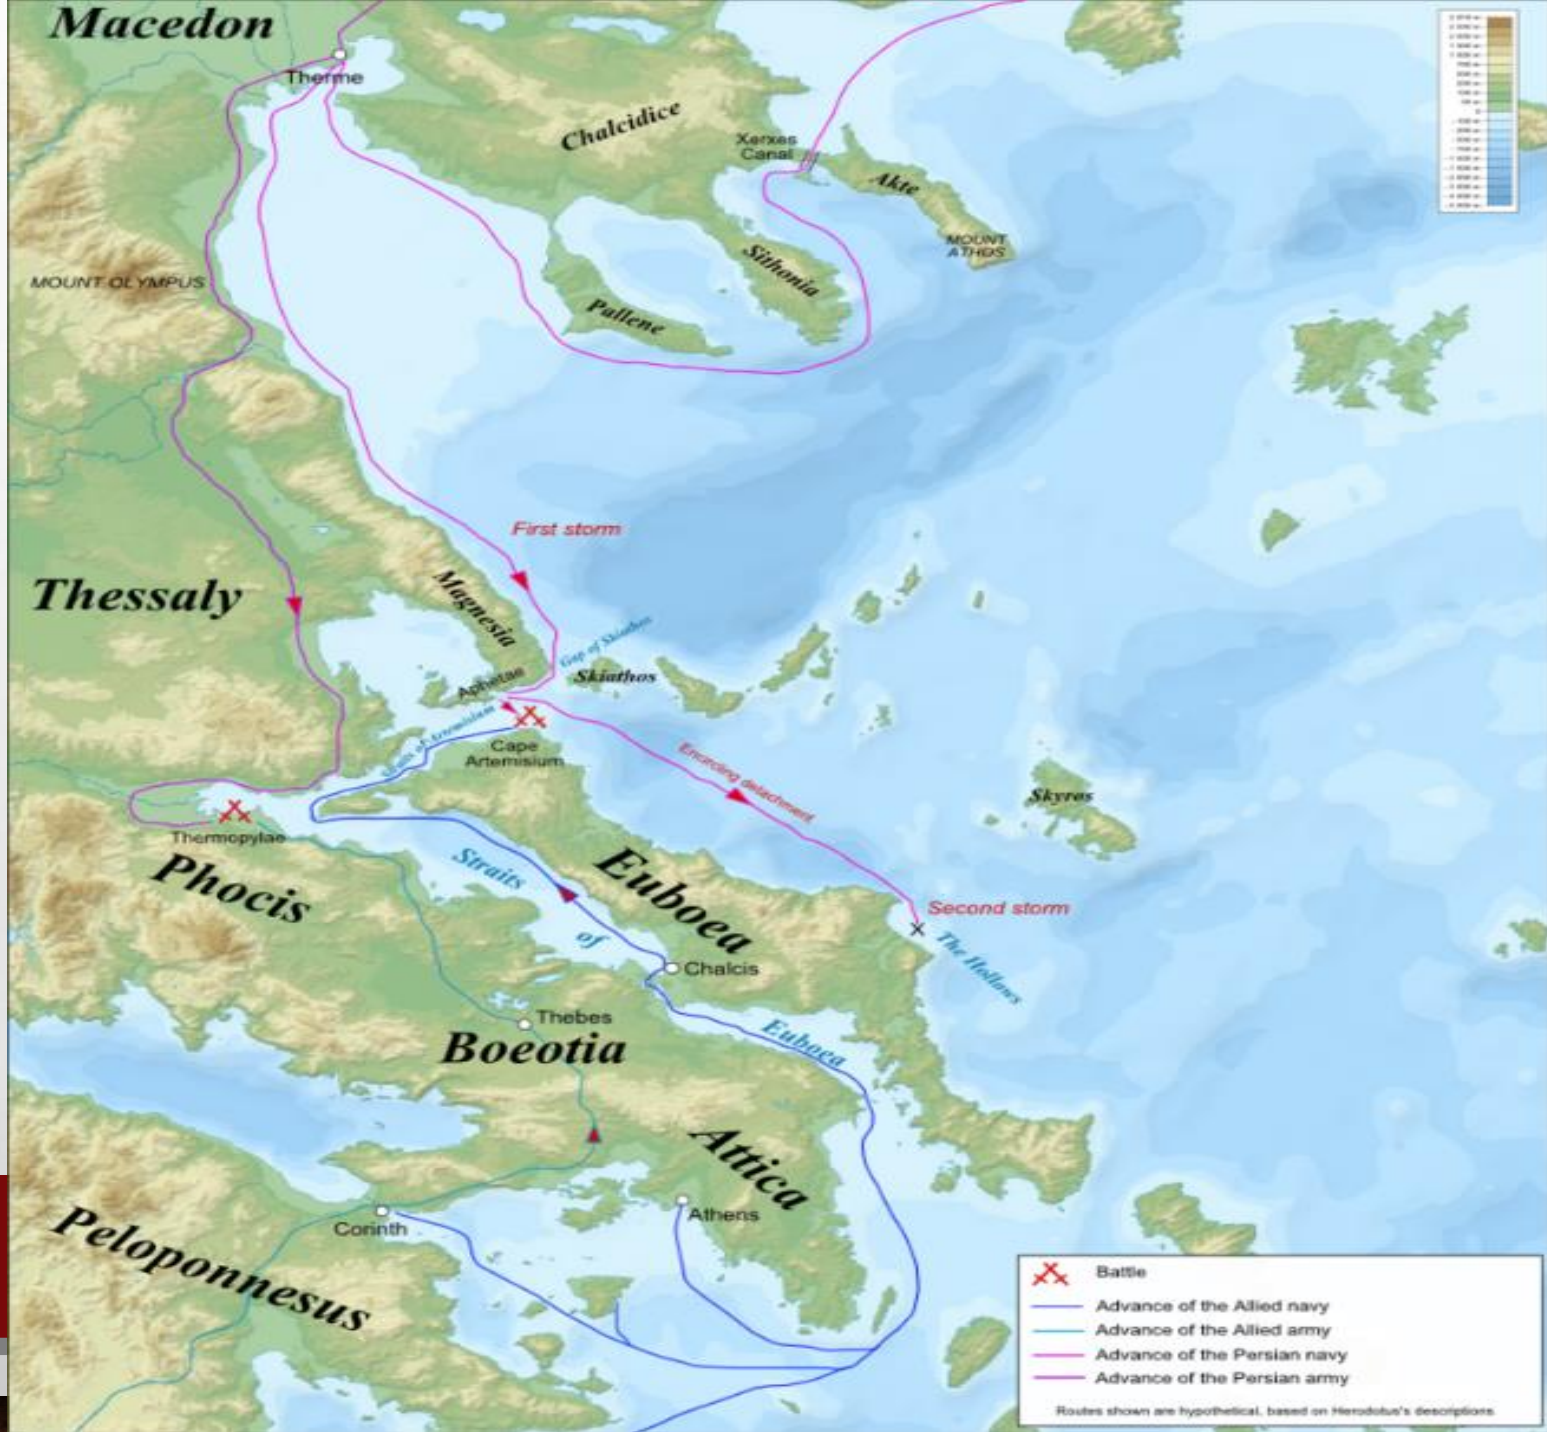 Macedon
Therme
Chalcidice
Xerxes
Canal
Akte
MOUNT
ATHOS
Sithonia
MOUNT OLYMPUS
Pallene
First storm
Thessaly
Magnesia
Gap of Skiathos
Skiathos
Aphetae
Straits of Artemisium
Cape
Artemisium
Encircling detachment
Skyros
Thermopylae
Phocis
Straits
of
Euboea
Euboea
Second storm
The Hollows
Chalcis
Thebes
Boeotia
Attica
Athens
Corinth
Peloponnesus
Battle
Advance of the Allied navy
Advance of the Allied army
Advance of the Persian navy
Advance of the Persian army
Routes shown are hypothetical, based on Herodotus's descriptions